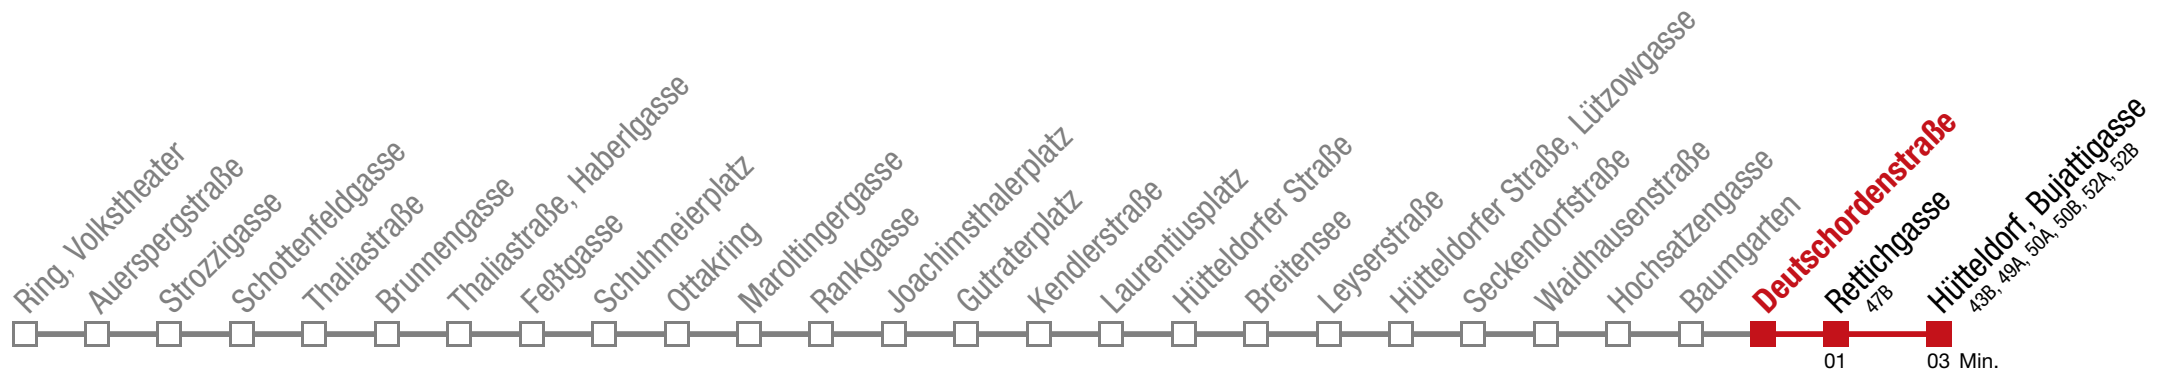 Ring, Volkstheater
Auerspergstraße
Strozzigasse
Schottenfeldgasse
Thaliastraße
Brunnengasse
Thaliastraße, Haberlgasse
Feßtgasse
Schuhmeierplatz
Ottakring
Maroltingergasse
Rankgasse
Joachimsthalerplatz
Gutraterplatz
Kendlerstraße
Laurentiusplatz
Hütteldorfer Straße
Breitensee
Leyserstraße
Hütteldorfer Straße, Lützowgasse
Seckendorfstraße
Waidhausenstraße
Hochsatzengasse
Baumgarten
Deutschordenstraße
Rettichgasse
47B
Hütteldorf, Bujattigasse
43B, 49A, 50A, 50B, 52A, 52B
01
03 Min.